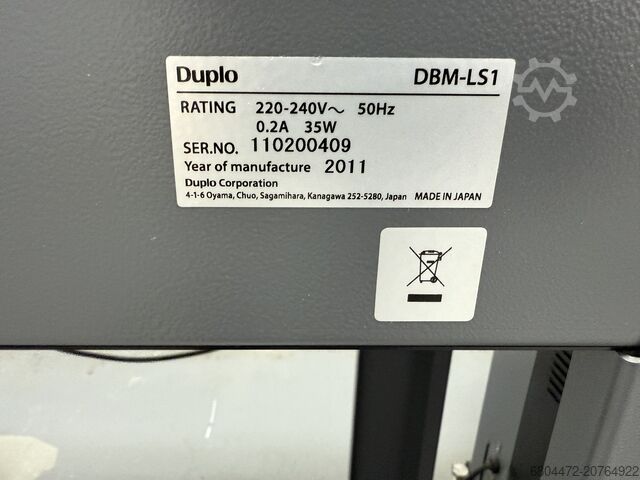 Duplo DBM-LS1
RATING 220-240V～ 50Hz
0.2A 35W
SER.NO. 110200409
Year of manufacture 2011
Duplo Corporation
4-1-6 Oyama, Chuo, Sagamihara, Kanagawa 252-5280, Japan MADE IN JAPAN
6804472-20764922